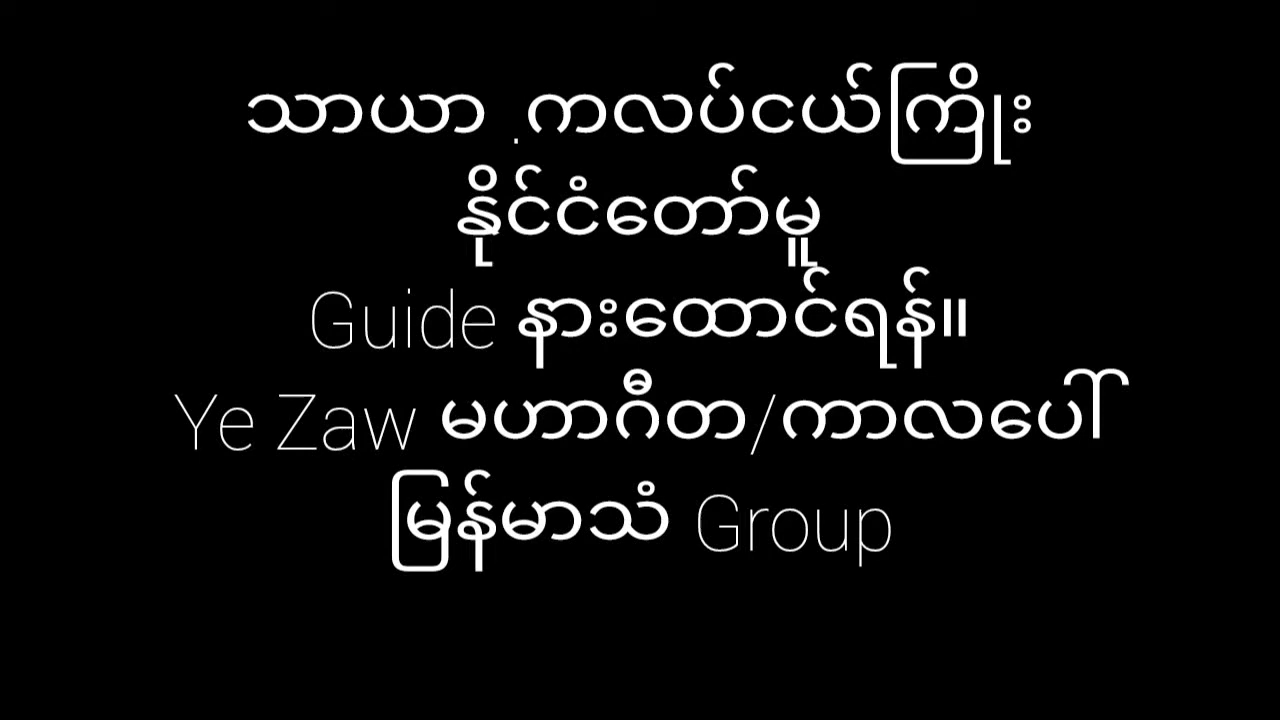 သာယာ .ကလပ်ငယ်ကြိုး
နိုင်ငံတော်မူ
Guide နားထောင်ရန်။
Ye Zaw မဟာဂီတ/ကာလပေါ်
မြန်မာသံ Group